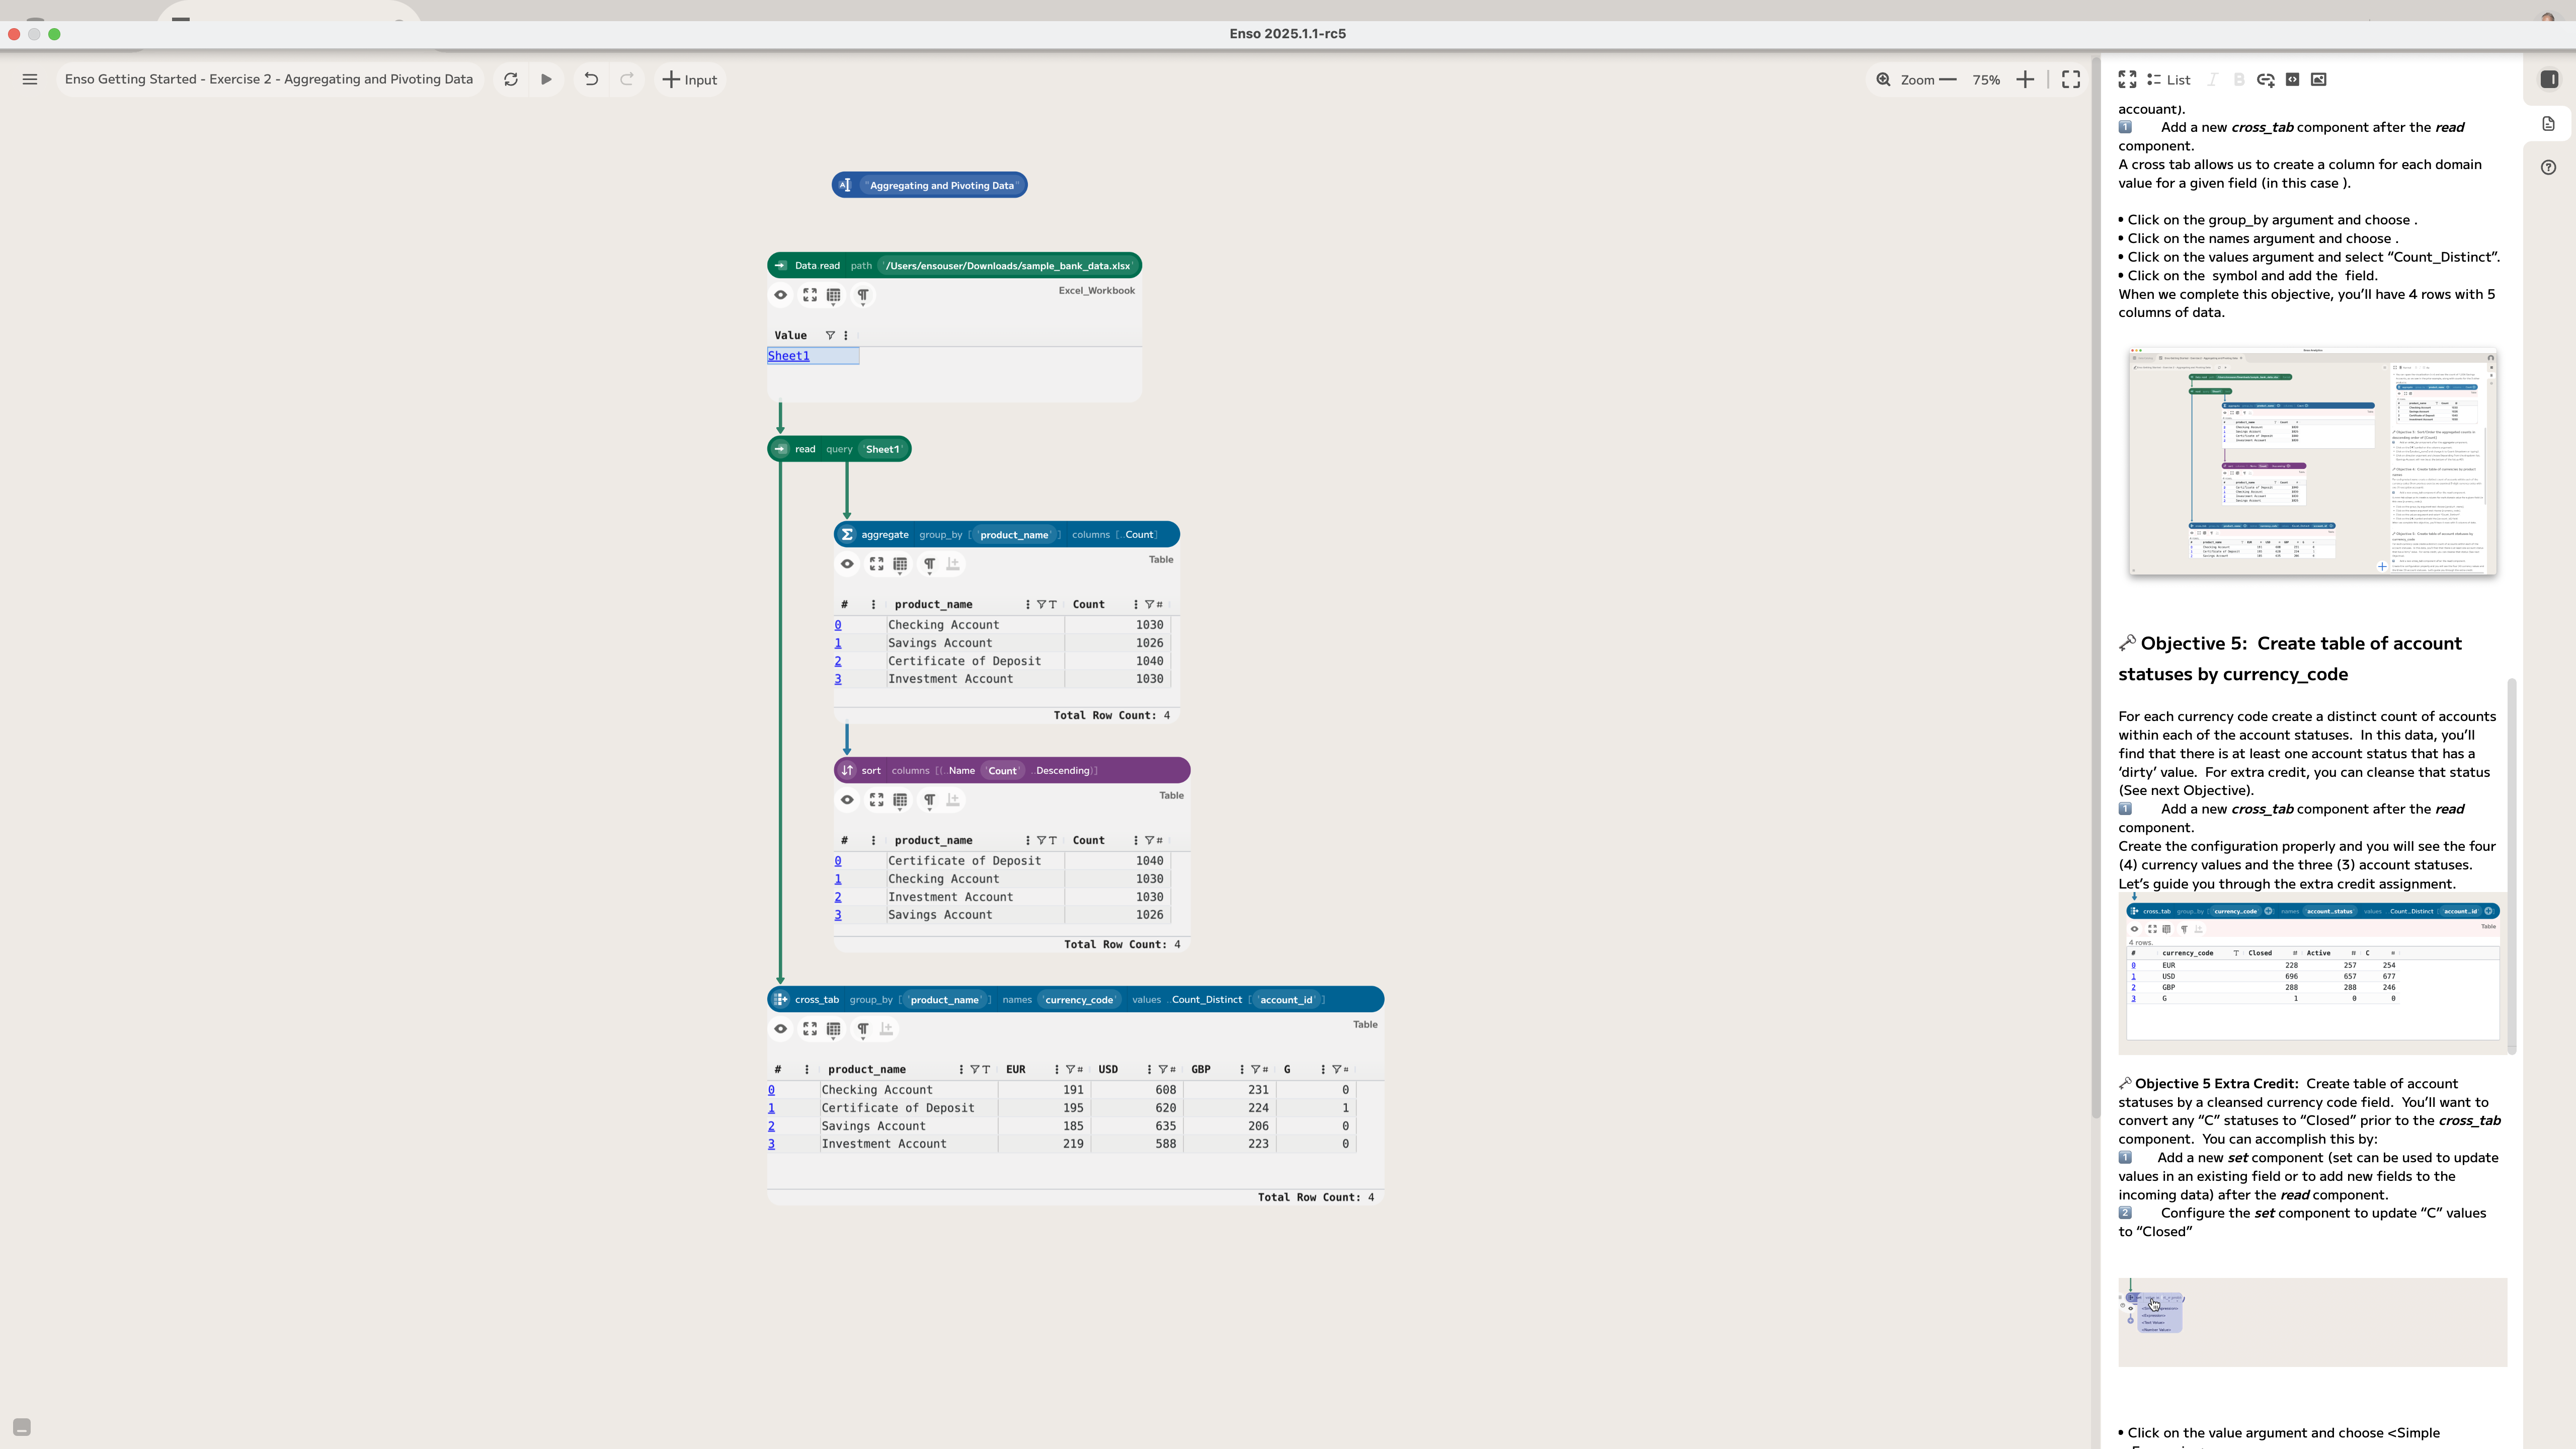 Enso 2025.1.1-rc5
Enso Getting Started - Exercise 2 - Aggregating and Pivoting Data
Input
Zoom 75%
List
"Aggregating and Pivoting Data"
Data read path '/Users/ensouser/Downloads/sample_bank_data.xlsx'
Excel_Workbook
Value
Sheet1
read query 'Sheet1'
aggregate group_by ['product_name'] columns [..Count]
Table
# product_name T Count #
0 Checking Account 1030
1 Savings Account 1026
2 Certificate of Deposit 1040
3 Investment Account 1030
Total Row Count: 4
sort columns [(..Name 'Count' ..Descending)]
Table
# product_name T Count #
0 Certificate of Deposit 1040
1 Checking Account 1030
2 Investment Account 1030
3 Savings Account 1026
Total Row Count: 4
cross_tab group_by ['product_name'] names 'currency_code' values ..Count_Distinct ['account_id']
Table
# product_name T EUR # USD # GBP # G #
0 Checking Account 191 608 231 0
1 Certificate of Deposit 195 620 224 1
2 Savings Account 185 635 206 0
3 Investment Account 219 588 223 0
Total Row Count: 4
accouant).
1 Add a new cross_tab component after the read
component.
A cross tab allows us to create a column for each domain
value for a given field (in this case ).
• Click on the group_by argument and choose .
• Click on the names argument and choose .
• Click on the values argument and select “Count_Distinct”.
• Click on the  symbol and add the  field.
When we complete this objective, you’ll have 4 rows with 5
columns of data.
Objective 5:  Create table of account
statuses by currency_code
For each currency code create a distinct count of accounts
within each of the account statuses.  In this data, you’ll
find that there is at least one account status that has a
‘dirty’ value.  For extra credit, you can cleanse that status
(See next Objective).
1 Add a new cross_tab component after the read
component.
Create the configuration properly and you will see the four
(4) currency values and the three (3) account statuses.
Let’s guide you through the extra credit assignment.
cross_tab group_by ['currency_code'] names 'account_status' values ..Count_Distinct ['account_id']
Table
4 rows.
# currency_code T Closed # Active # C #
0 EUR 228 257 254
1 USD 696 657 677
2 GBP 288 288 246
3 G 1 0 0
Objective 5 Extra Credit:  Create table of account
statuses by a cleansed currency code field.  You’ll want to
convert any “C” statuses to “Closed” prior to the cross_tab
component.  You can accomplish this by:
1 Add a new set component (set can be used to update
values in an existing field or to add new fields to the
incoming data) after the read component.
2 Configure the set component to update “C” values
to “Closed”
• Click on the value argument and choose <Simple